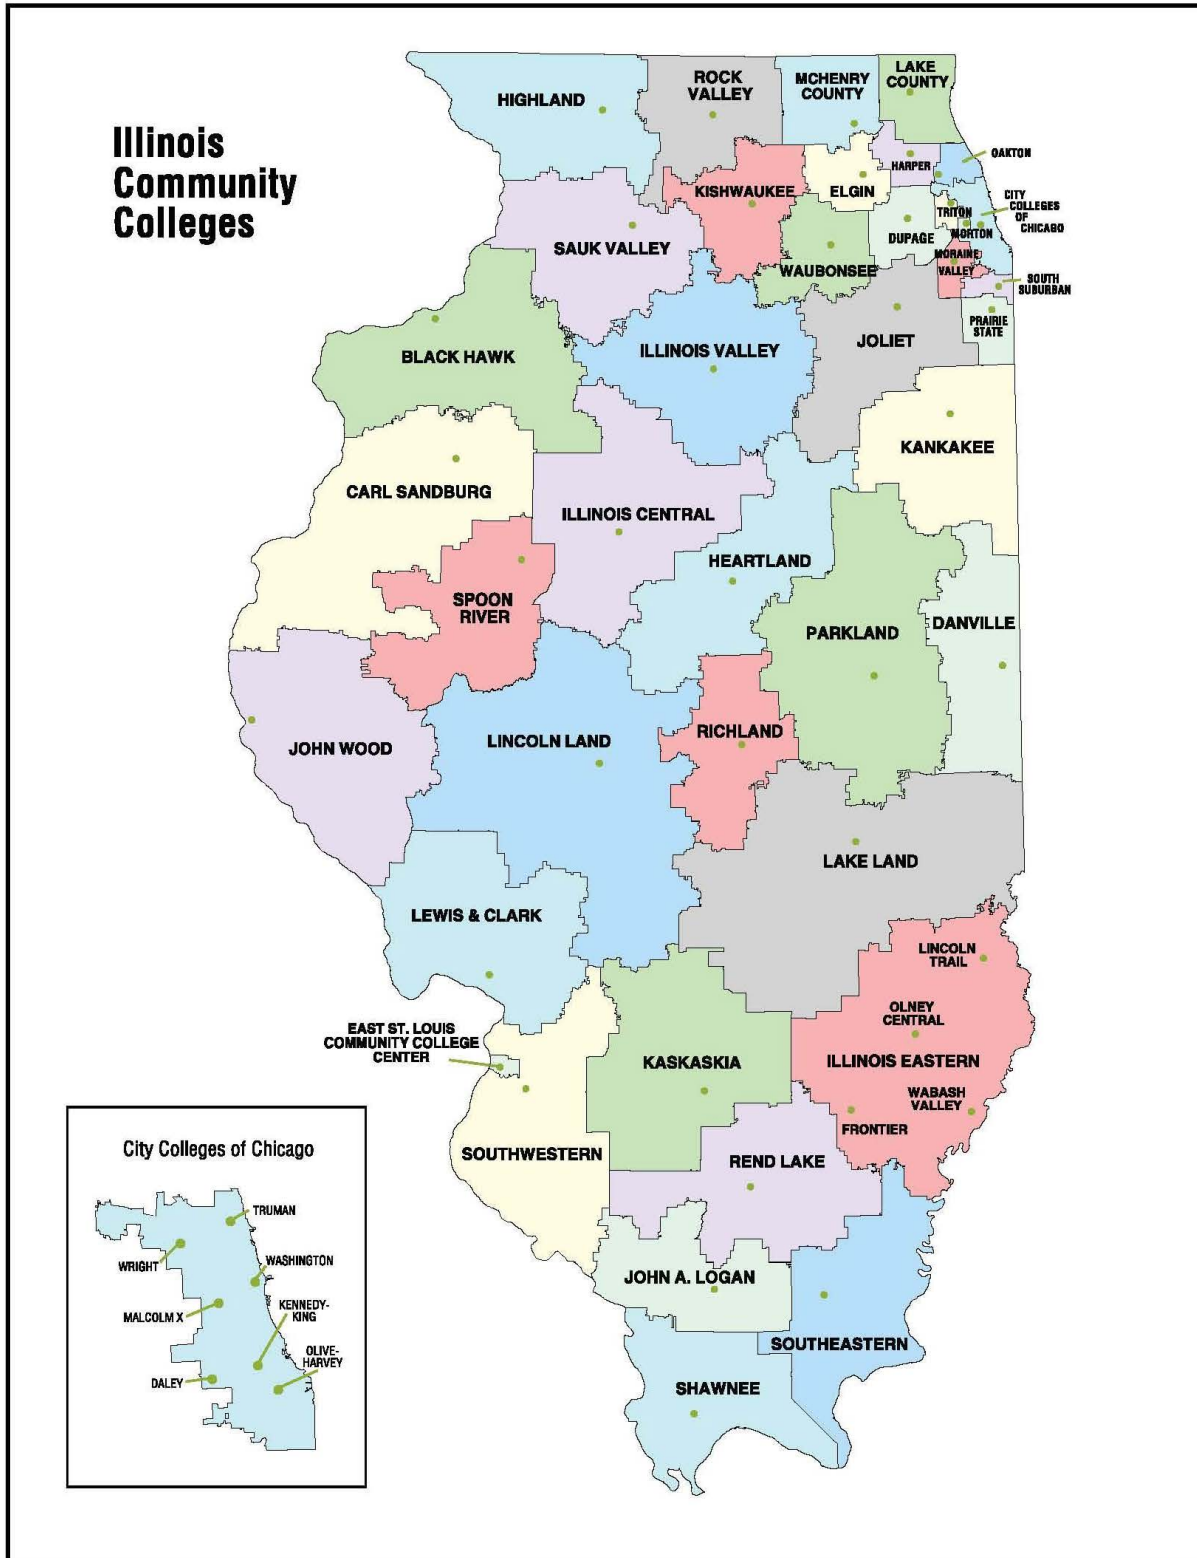 Illinois
Community
Colleges
HIGHLAND
ROCK
VALLEY
MCHENRY
COUNTY
LAKE
COUNTY
KISHWAUKEE
ELGIN
HARPER
OAKTON
SAUK VALLEY
WAUBONSEE
DUPAGE
TRITON
MORTON
CITY
COLLEGES
OF
CHICAGO
MORAINE
VALLEY
SOUTH
SUBURBAN
PRAIRIE
STATE
BLACK HAWK
ILLINOIS VALLEY
JOLIET
KANKAKEE
CARL SANDBURG
ILLINOIS CENTRAL
HEARTLAND
SPOON
RIVER
PARKLAND
DANVILLE
JOHN WOOD
LINCOLN LAND
RICHLAND
LAKE LAND
LEWIS & CLARK
LINCOLN
TRAIL
OLNEY
CENTRAL
ILLINOIS EASTERN
WABASH
VALLEY
FRONTIER
EAST ST. LOUIS
COMMUNITY COLLEGE
CENTER
KASKASKIA
SOUTHWESTERN
REND LAKE
JOHN A. LOGAN
SOUTHEASTERN
SHAWNEE
City Colleges of Chicago
TRUMAN
WRIGHT
WASHINGTON
MALCOLM X
KENNEDY-
KING
OLIVE-
HARVEY
DALEY